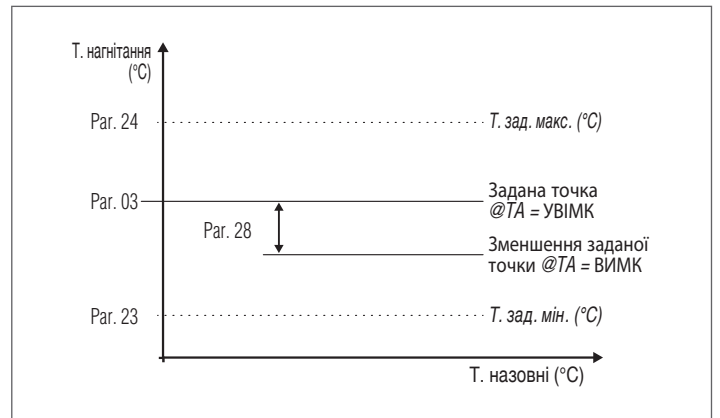 Т. нагнітання
(°C)
Par. 24
Т. зад. макс. (°C)
Par. 03
Задана точка
@TA = УВІМК
Par. 28
Зменшення заданої
точки @TA = ВИМК
Par. 23
Т. зад. мін. (°C)
Т. назовні (°C)